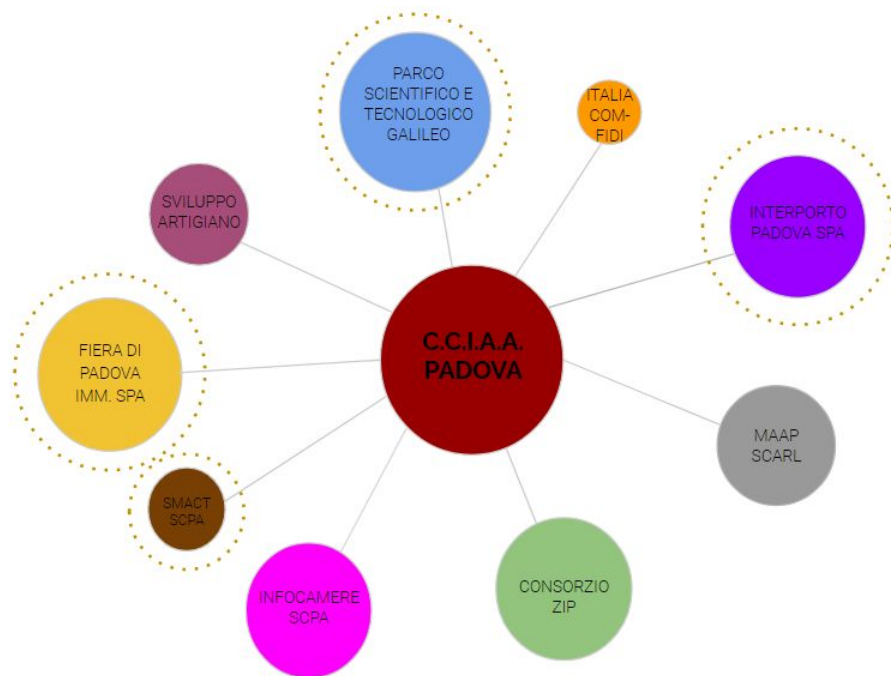 PARCO
SCIENTIFICO E
TECNOLOGICO
GALILEO
ITALIA
COM-
FIDI
SVILUPPO
ARTIGIANO
INTERPORTO
PADOVA SPA
C.C.I.A.A.
PADOVA
FIERA DI
PADOVA
IMM. SPA
MAAP
SCARL
SMACT
SCPA
INFOCAMERE
SCPA
CONSORZIO
ZIP